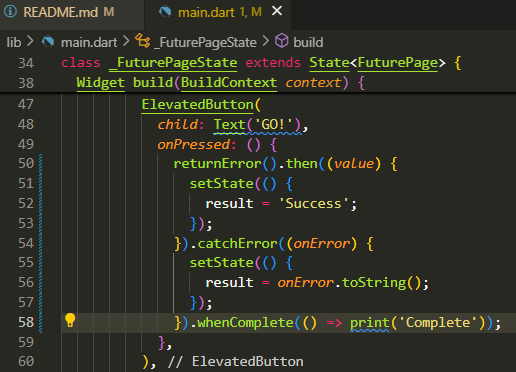 README.md M main.dart 1, M
lib > main.dart > _FuturePageState > build
34 class _FuturePageState extends State<FuturePage> {
38 Widget build(BuildContext context) {
47 ElevatedButton(
48 child: Text('GO!'),
49 onPressed: () {
50 returnError().then((value) {
51 setState(() {
52 result = 'Success';
53 });
54 }).catchError((onError) {
55 setState(() {
56 result = onError.toString();
57 });
58 }).whenComplete(() => print('Complete'));
59 },
60 ), // ElevatedButton